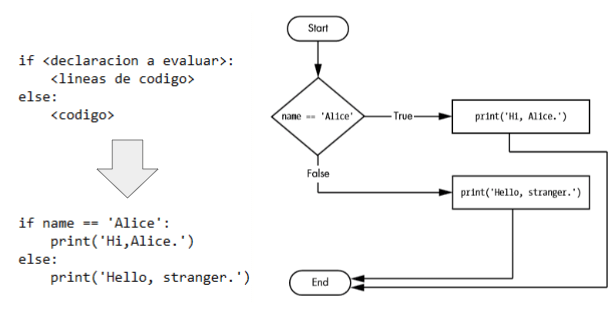 if <declaracion a evaluar>:
    <lineas de codigo>
else:
    <codigo>
if name == 'Alice':
    print('Hi,Alice.')
else:
    print('Hello, stranger.')
Start
name == 'Alice'
True
print('Hi, Alice.')
False
print('Hello, stranger.')
End